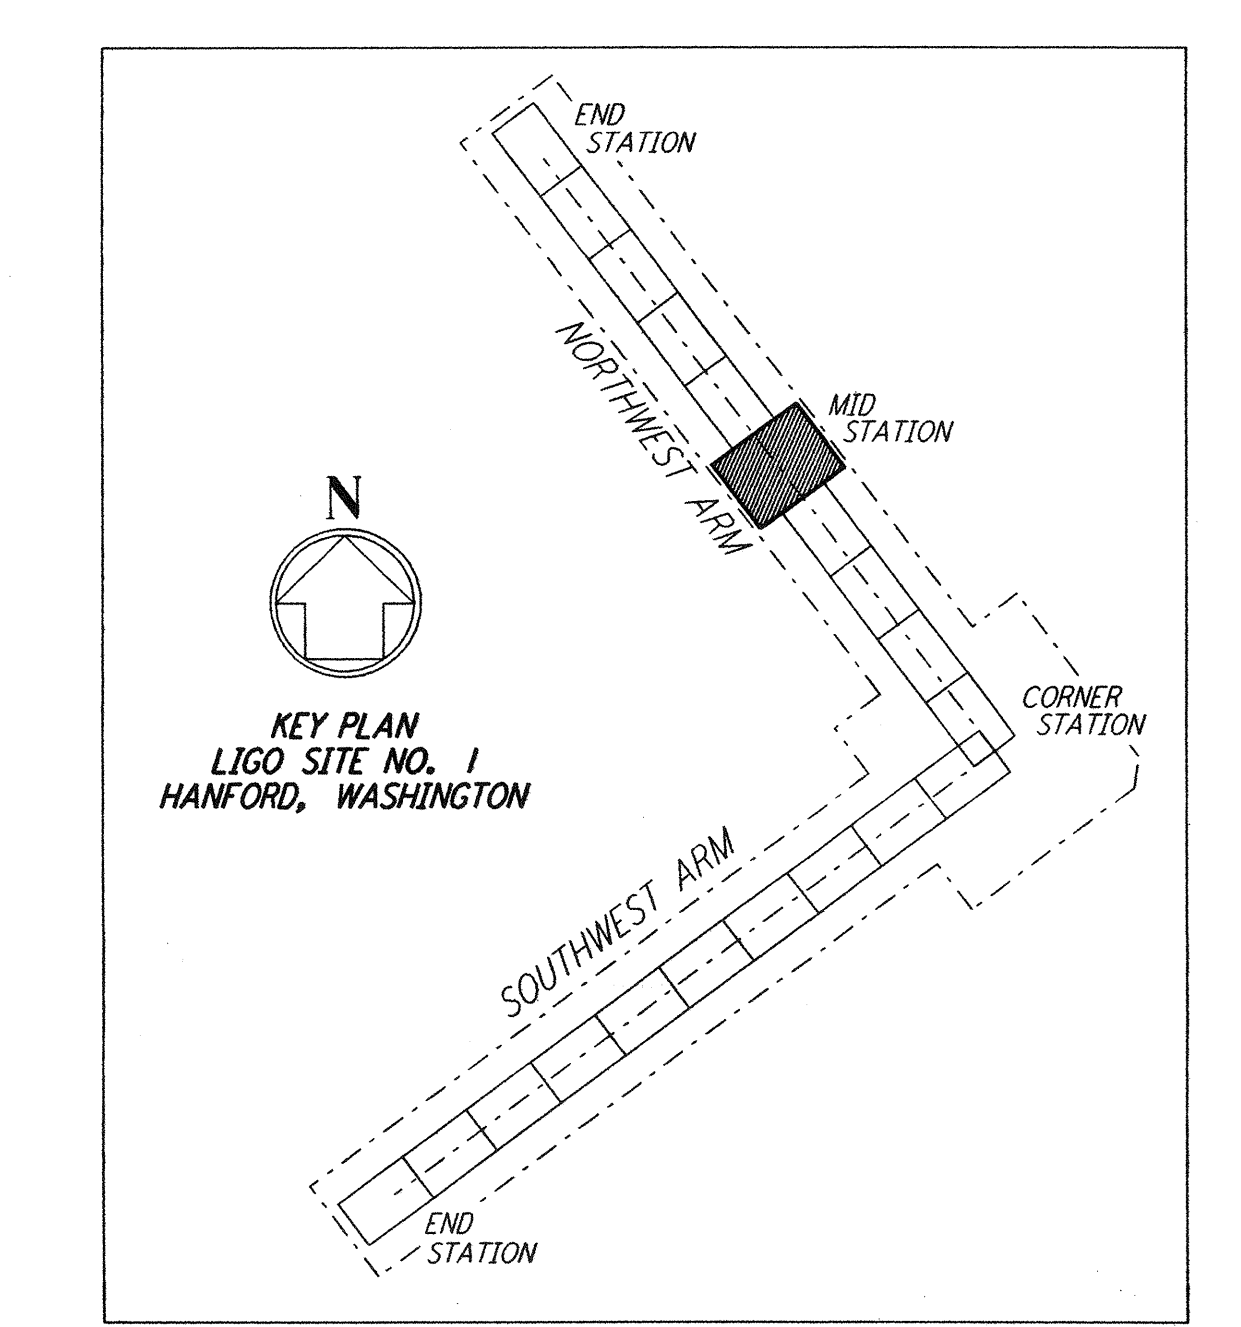 END
STATION
NORTHWEST ARM
MID
STATION
N
KEY PLAN
LIGO SITE NO. 1
HANFORD, WASHINGTON
CORNER
STATION
SOUTHWEST ARM
END
STATION